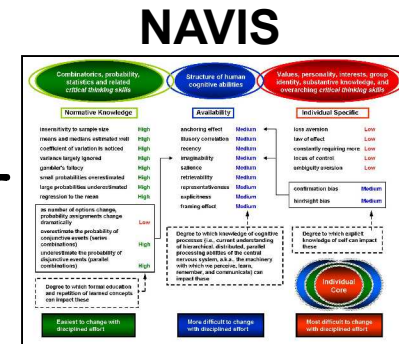 NAVIS
Combinatorics, probability,
statistics and related
critical thinking skills
Structure of human
cognitive abilities
Values, personality, interests, group
identity, substantive knowledge, and
overarching critical thinking skills
Normative Knowledge
insensitivity to sample size High
means and medians estimated well High
coefficient of variation is noticed High
variance largely ignored High
gambler's fallacy High
small probabilities overestimated High
large probabilities underestimated High
regression to the mean High
as number of options change,
probability assignments change
dramatically Low
overestimate the probability of
conjunctive events (series
combinations) High
underestimate the probability of
disjoint events (parallel
combinations) High
Degree to which formal education
and repetition of learned concepts
can impact these
Easiest to change with
disciplined effort
Availability
anchoring effect Medium
illusory correlation Medium
recency Medium
imaginability Medium
salience Medium
retrievability Medium
representativeness Medium
explicitness Medium
framing effect Medium
Degree to which knowledge of cognitive
processes (i.e., current understanding
of hierarchical, distributed, parallel
processing abilities of the central
nervous system, a.k.a., the machinery
with which we perceive, learn,
remember, and communicate) can
impact these
More difficult to change
with disciplined effort
Individual Specific
loss aversion Low
law of effect Low
constantly requiring more Low
locus of control Low
ambiguity aversion Low
confirmation bias Medium
hindsight bias Medium
Degree to which explicit
knowledge of self can impact
these
Individual
Core
Most difficult to change
with disciplined effort